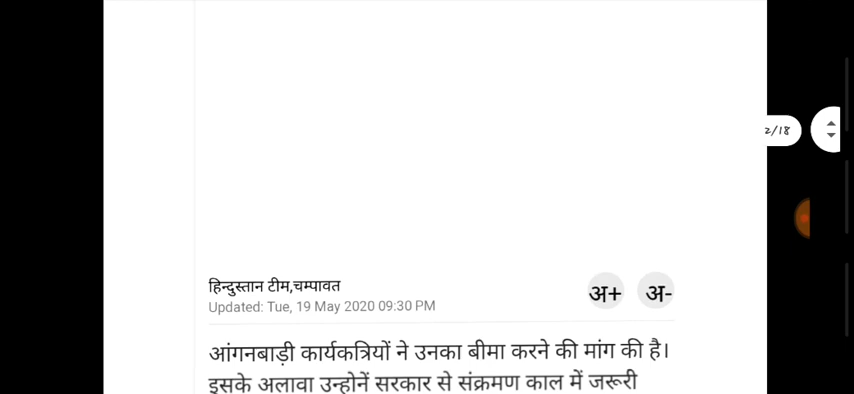 2/18
हिन्दुस्तान टीम,चम्पावत
अ+ अ-
Updated: Tue, 19 May 2020 09:30 PM
आंगनबाड़ी कार्यकत्रियों ने उनका बीमा करने की मांग की है।
इसके अलावा उन्होनें सरकार से संक्रमण काल में जरूरी